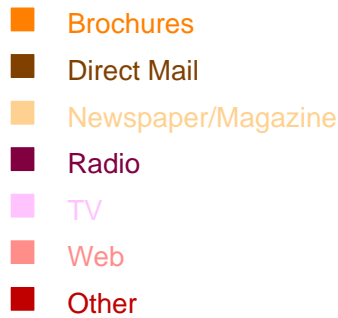 Brochures
Direct Mail
Newspaper/Magazine
Radio
TV
Web
Other